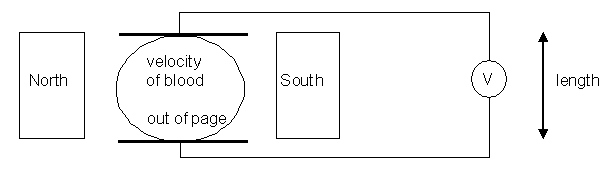 North
velocity
of blood
out of page
South
V
length